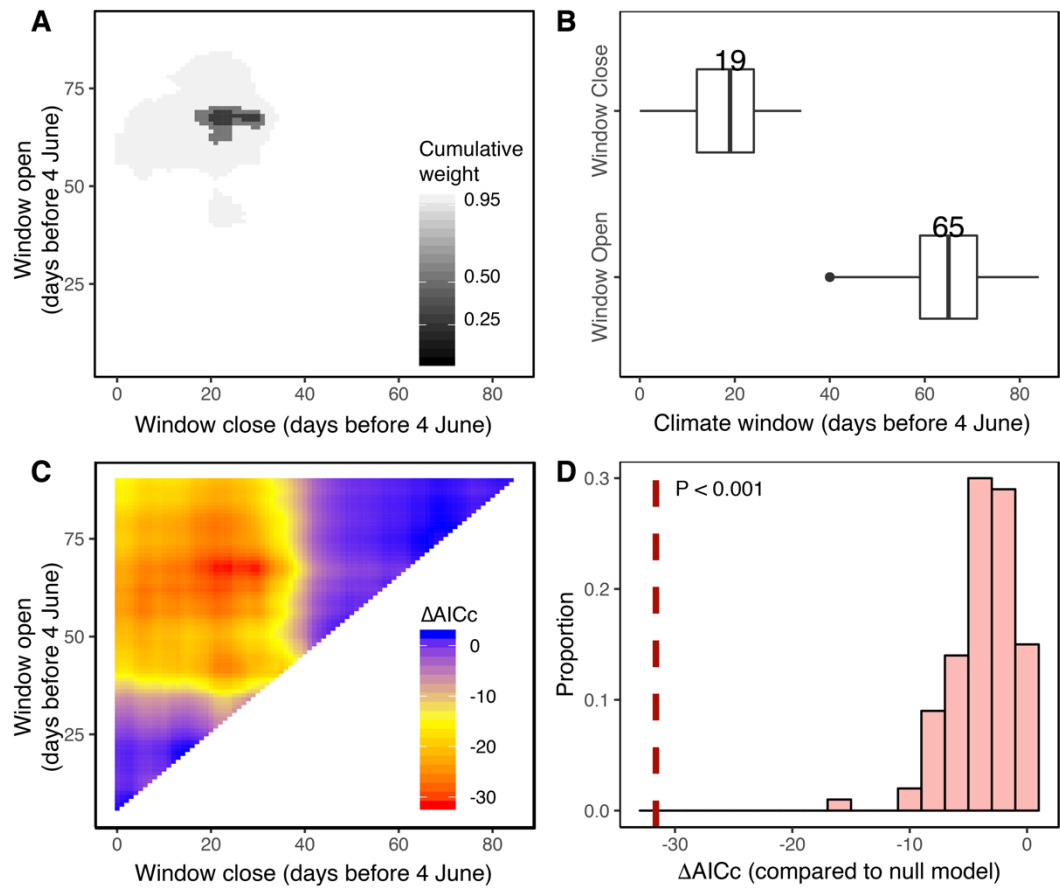 A
Window open
(days before 4 June)
75
50
25
Cumulative
weight
0.95
0.50
0.25
0 20 40 60 80
Window close (days before 4 June)
B
Window Close
Window Open
19
65
0 20 40 60 80
Climate window (days before 4 June)
C
Window open
(days before 4 June)
75
50
25
ΔAICc
0
-10
-20
-30
0 20 40 60 80
Window close (days before 4 June)
D
P < 0.001
Proportion
0.3
0.2
0.1
0.0
-30 -20 -10 0
ΔAICc (compared to null model)